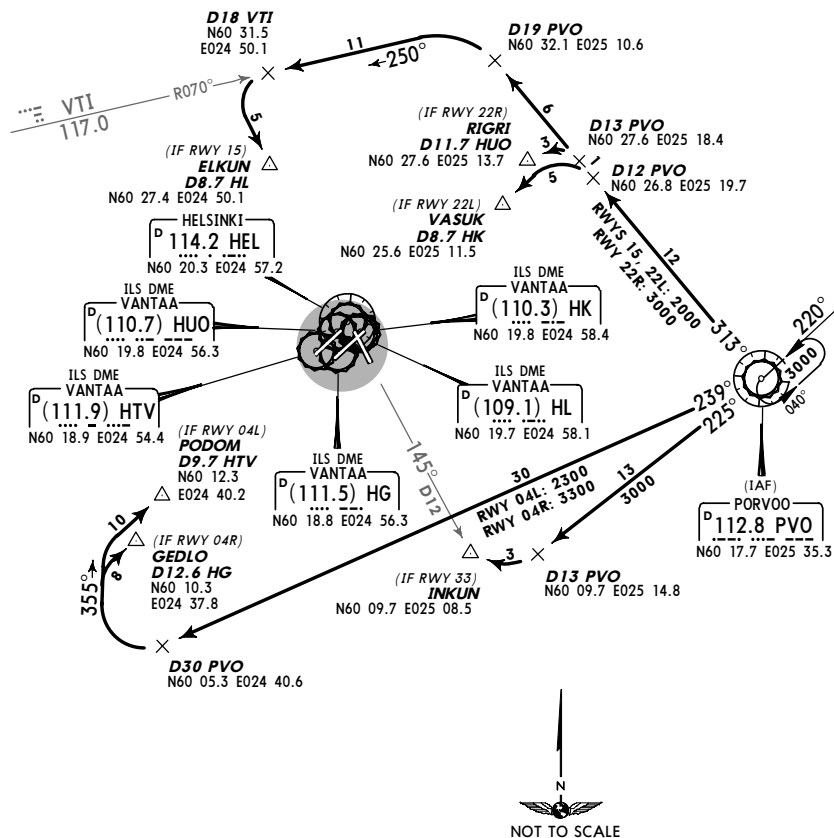 D18 VTI
N60 31.5
E024 50.1
11
←250°
D19 PVO
N60 32.1 E025 10.6
VTI
117.0
R070°
5
6
(IF RWY 22R)
RIGRI
D11.7 HUO
N60 27.6 E025 13.7
3
D13 PVO
N60 27.6 E025 18.4
1
D12 PVO
N60 26.8 E025 19.7
5
(IF RWY 15)
ELKUN
D8.7 HL
N60 27.4 E024 50.1
(IF RWY 22L)
VASUK
D8.7 HK
N60 25.6 E025 11.5
12
RWYS 15, 22L: 2000
RWY 22R: 3000
313°
HELSINKI
D 114.2 HEL
N60 20.3 E024 57.2
ILS DME
VANTAA
D (110.7) HUO
N60 19.8 E024 56.3
ILS DME
VANTAA
D (110.3) HK
N60 19.8 E024 58.4
220°
3000
040°
ILS DME
VANTAA
D (111.9) HTV
N60 18.9 E024 54.4
ILS DME
VANTAA
D (109.1) HL
N60 19.7 E024 58.1
239°
225°
(IF RWY 04L)
PODOM
D9.7 HTV
N60 12.3
E024 40.2
ILS DME
VANTAA
D (111.5) HG
N60 18.8 E024 56.3
145°
D12
30
RWY 04L: 2300
RWY 04R: 3300
13
3000
(IAF)
PORVOO
D 112.8 PVO
N60 17.7 E025 35.3
10
(IF RWY 04R)
GEDLO
D12.6 HG
N60 10.3
E024 37.8
8
355°→
(IF RWY 33)
INKUN
N60 09.7 E025 08.5
3
D13 PVO
N60 09.7 E025 14.8
D30 PVO
N60 05.3 E024 40.6
N
NOT TO SCALE